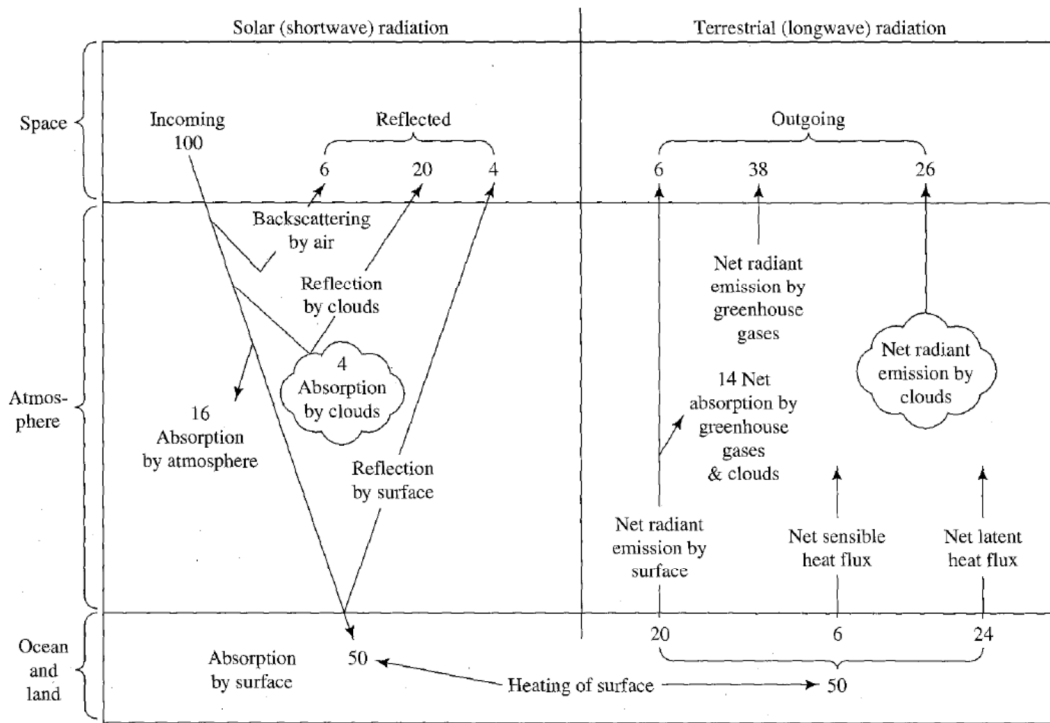 Solar (shortwave) radiation
Terrestrial (longwave) radiation
Space
Incoming
100
Reflected
6
20
4
Outgoing
6
38
26
Atmo-
sphere
Backscattering
by air
Reflection
by clouds
4
Absorption
by clouds
16
Absorption
by atmosphere
Reflection
by surface
Net radiant
emission by
greenhouse
gases
14 Net
absorption by
greenhouse
gases
& clouds
Net radiant
emission by
clouds
Net radiant
emission by
surface
Net sensible
heat flux
Net latent
heat flux
Ocean
and
land
Absorption
by surface
50
Heating of surface
20
6
24
50